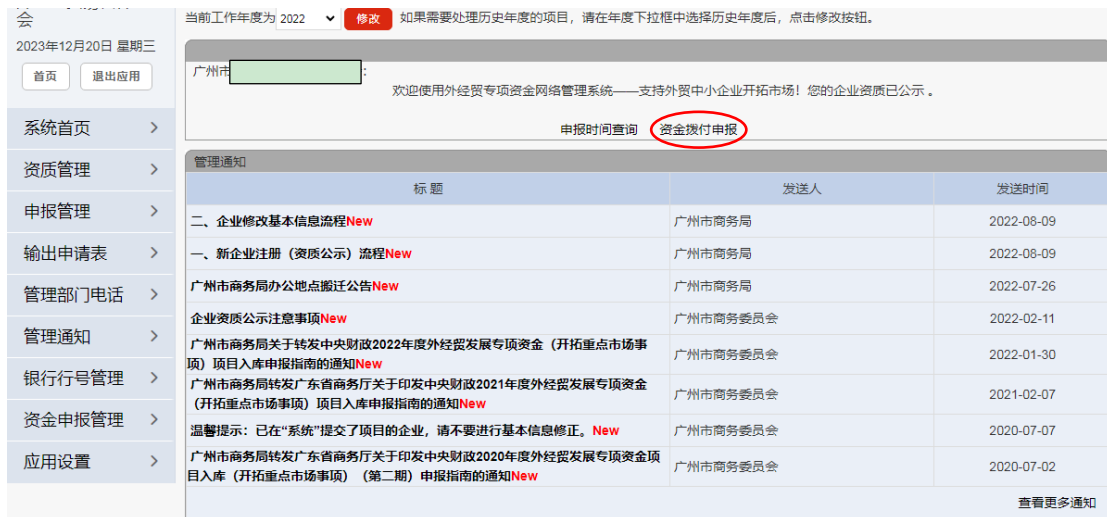 会
2023年12月20日 星期三
首页 退出应用
系统首页
资质管理
申报管理
输出申请表
管理部门电话
管理通知
银行行号管理
资金申报管理
应用设置
当前工作年度为 2022 修改 如果需要处理历史年度的项目，请在年度下拉框中选择历史年度后，点击修改按钮。
广州市 :
欢迎使用外经贸专项资金网络管理系统——支持外贸中小企业开拓市场！您的企业资质已公示 。
申报时间查询 资金拨付申报
管理通知
标 题 发送人 发送时间
二、企业修改基本信息流程New 广州市商务局 2022-08-09
一、新企业注册（资质公示）流程New 广州市商务局 2022-08-09
广州市商务局办公地点搬迁公告New 广州市商务局 2022-07-26
企业资质公示注意事项New 广州市商务委员会 2022-02-11
广州市商务局关于转发中央财政2022年度外经贸发展专项资金（开拓重点市场事
项）项目入库申报指南的通知New 广州市商务委员会 2022-01-30
广州市商务局转发广东省商务厅关于印发中央财政2021年度外经贸发展专项资金
（开拓重点市场事项）项目入库申报指南的通知New 广州市商务委员会 2021-02-07
温馨提示：已在“系统”提交了项目的企业，请不要进行基本信息修正。New 广州市商务委员会 2020-07-07
广州市商务局转发广东省商务厅关于印发中央财政2020年度外经贸发展专项资金项
目入库（开拓重点市场事项）（第二期）申报指南的通知New 广州市商务委员会 2020-07-02
查看更多通知